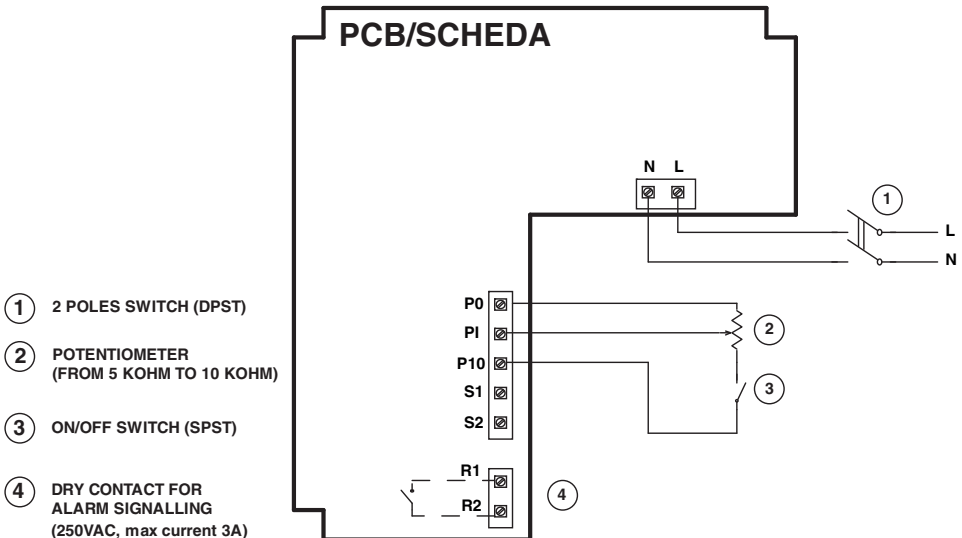 PCB/SCHEDA
N L
1
L
N
1 2 POLES SWITCH (DPST)
2 POTENTIOMETER
(FROM 5 KOHM TO 10 KOHM)
3 ON/OFF SWITCH (SPST)
4 DRY CONTACT FOR
ALARM SIGNALLING
(250VAC, max current 3A)
P0
PI
P10
S1
S2
2
3
R1
R2
4